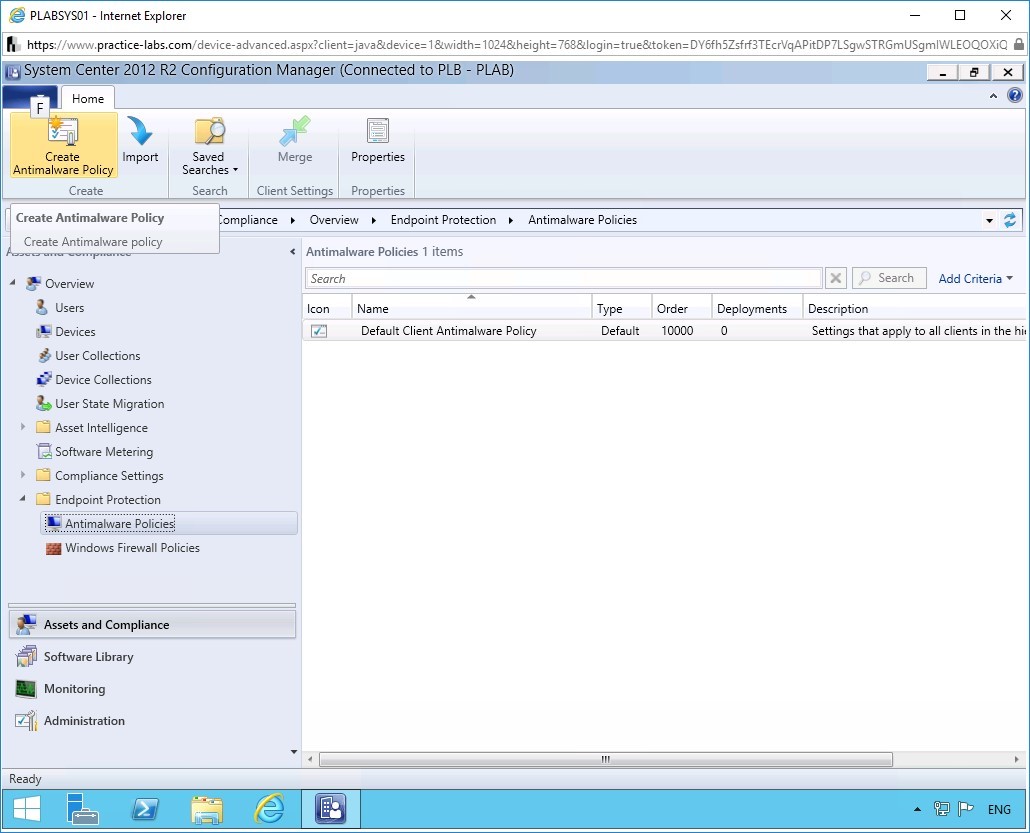 PLABSYS01 - Internet Explorer
https://www.practice-labs.com/device-advanced.aspx?client=java&device=1&width=1024&height=768&login=true&token=DY6fh5Zsfrf3TEcrVqAPitDP7LSgwSTRGmUSgmIWLEOQOXiQ
System Center 2012 R2 Configuration Manager (Connected to PLB - PLAB)
F
Home
Create Antimalware Policy
Import
Saved Searches
Merge
Properties
Create
Search
Client Settings
Properties
Create Antimalware Policy
Create Antimalware policy
Compliance
Overview
Endpoint Protection
Antimalware Policies
Assets and Compliance
Overview
Users
Devices
User Collections
Device Collections
User State Migration
Asset Intelligence
Software Metering
Compliance Settings
Endpoint Protection
Antimalware Policies
Windows Firewall Policies
Assets and Compliance
Software Library
Monitoring
Administration
Antimalware Policies 1 items
Search
Search
Add Criteria
Icon Name Type Order Deployments Description
Default Client Antimalware Policy Default 10000 0 Settings that apply to all clients in the hi
Ready
ENG